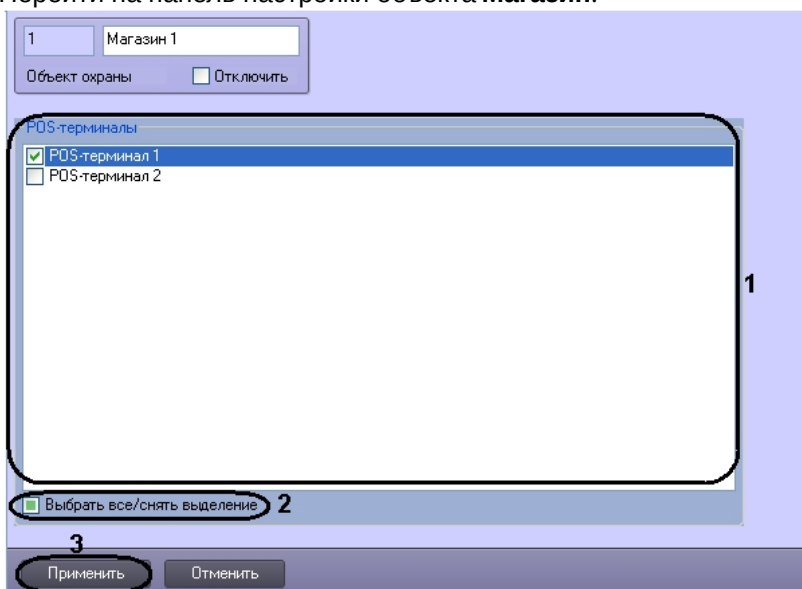 Перейти на панель настройки объекта Магазин.
1 Магазин 1
Объект охраны Отключить
POS-терминалы
POS-терминал 1
POS-терминал 2
1
Выбрать все/снять выделение 2
3
Применить Отменить